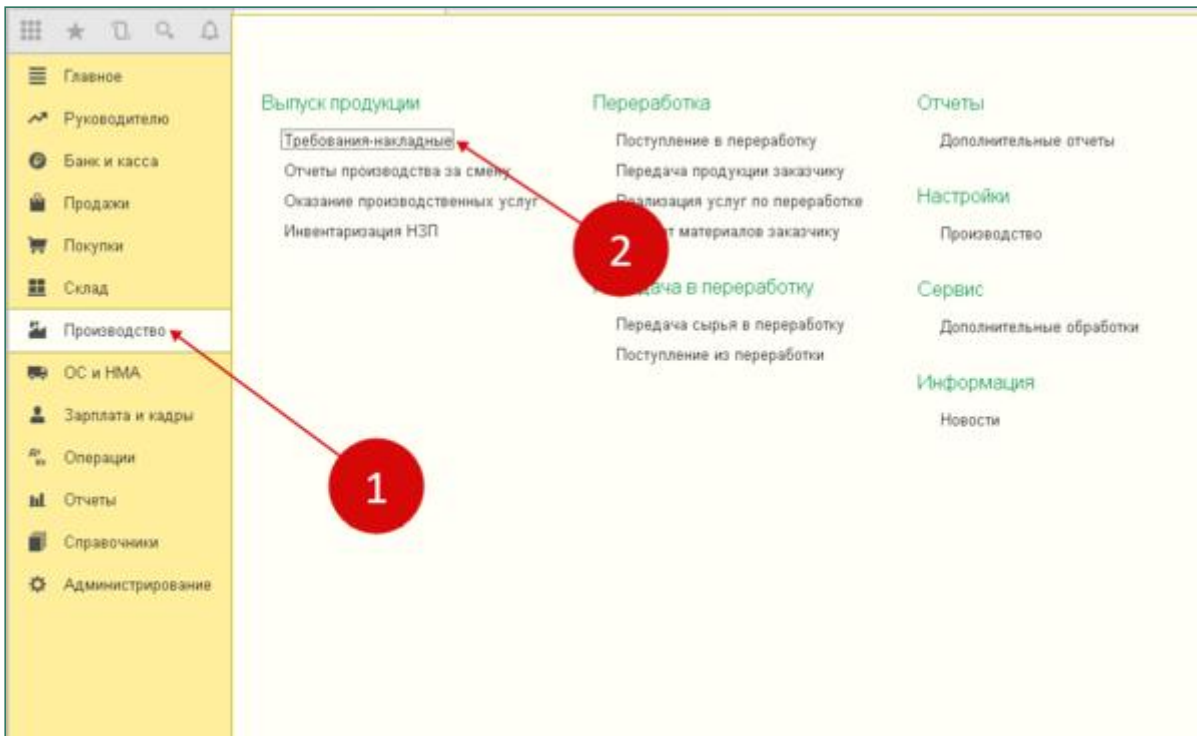 Главное
Руководителю
Банк и касса
Продажи
Покупки
Склад
Производство
ОС и НМА
Зарплата и кадры
Операции
Отчеты
Справочники
Администрирование
Выпуск продукции
Требования-накладные
Отчеты производства за смену
Оказание производственных услуг
Инвентаризация НЗП
Переработка
Поступление в переработку
Передача продукции заказчику
Реализация услуг по переработке
материалов заказчику
в переработку
Передача сырья в переработку
Поступление из переработки
Отчеты
Дополнительные отчеты
Настройки
Производство
Сервис
Дополнительные обработки
Информация
Новости
1
2